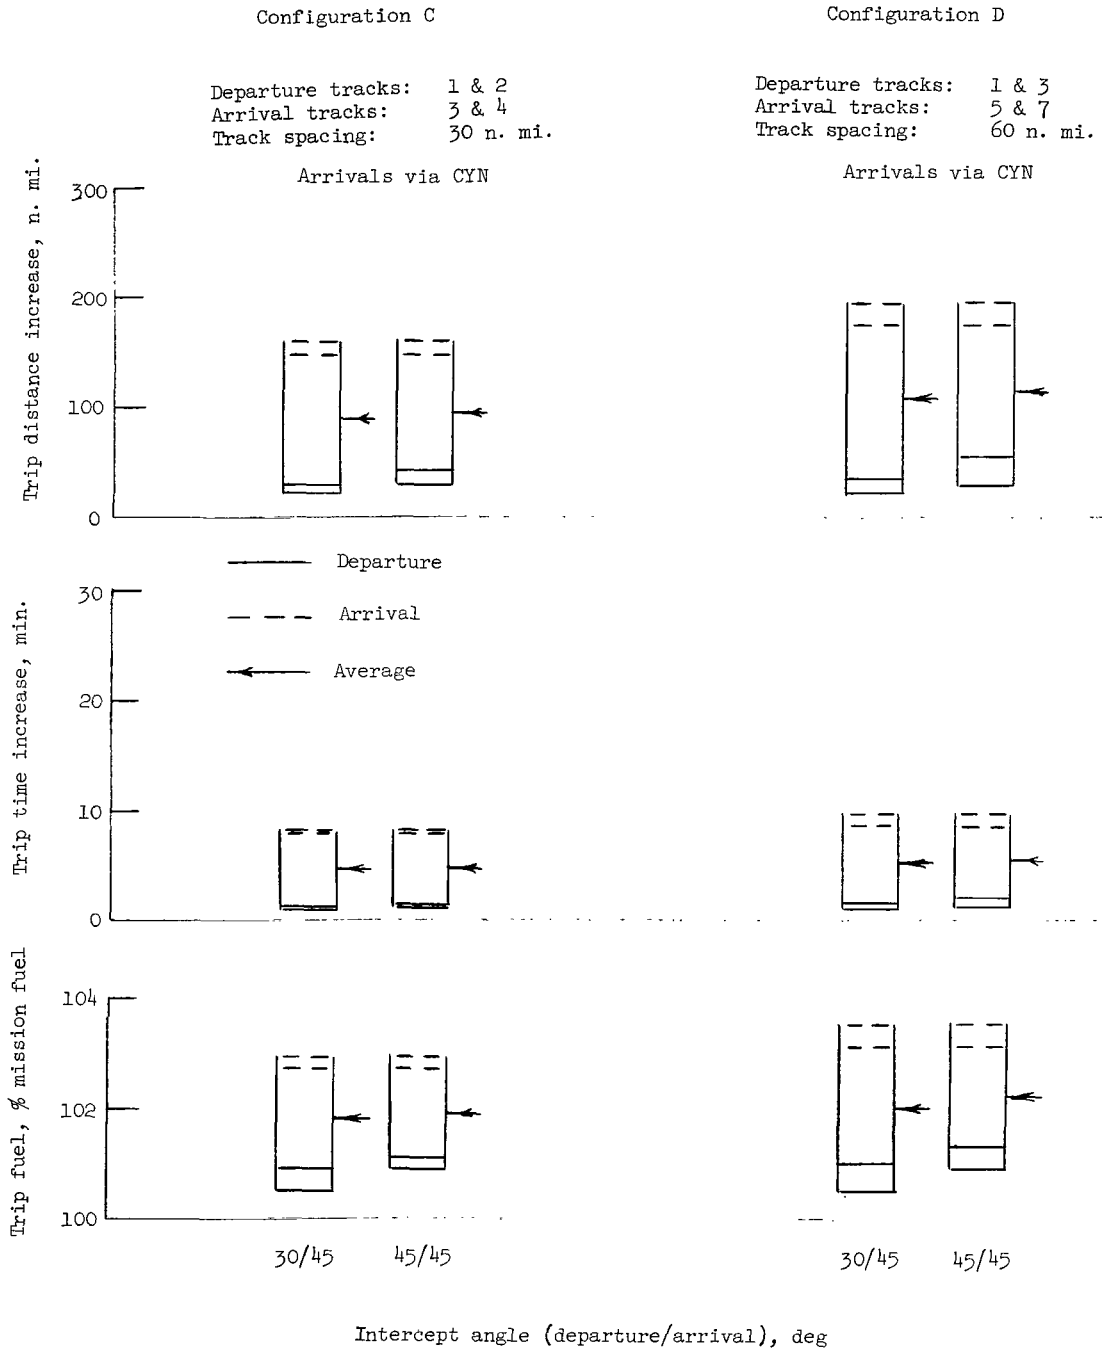 Configuration C
Configuration D
Departure tracks: 1 & 2
Arrival tracks: 3 & 4
Track spacing: 30 n. mi.
Departure tracks: 1 & 3
Arrival tracks: 5 & 7
Track spacing: 60 n. mi.
Arrivals via CYN
Arrivals via CYN
Trip distance increase, n. mi.
300
200
100
0
Departure
Arrival
Average
Trip time increase, min.
30
20
10
0
Trip fuel, % mission fuel
104
102
100
30/45 45/45
30/45 45/45
Intercept angle (departure/arrival), deg